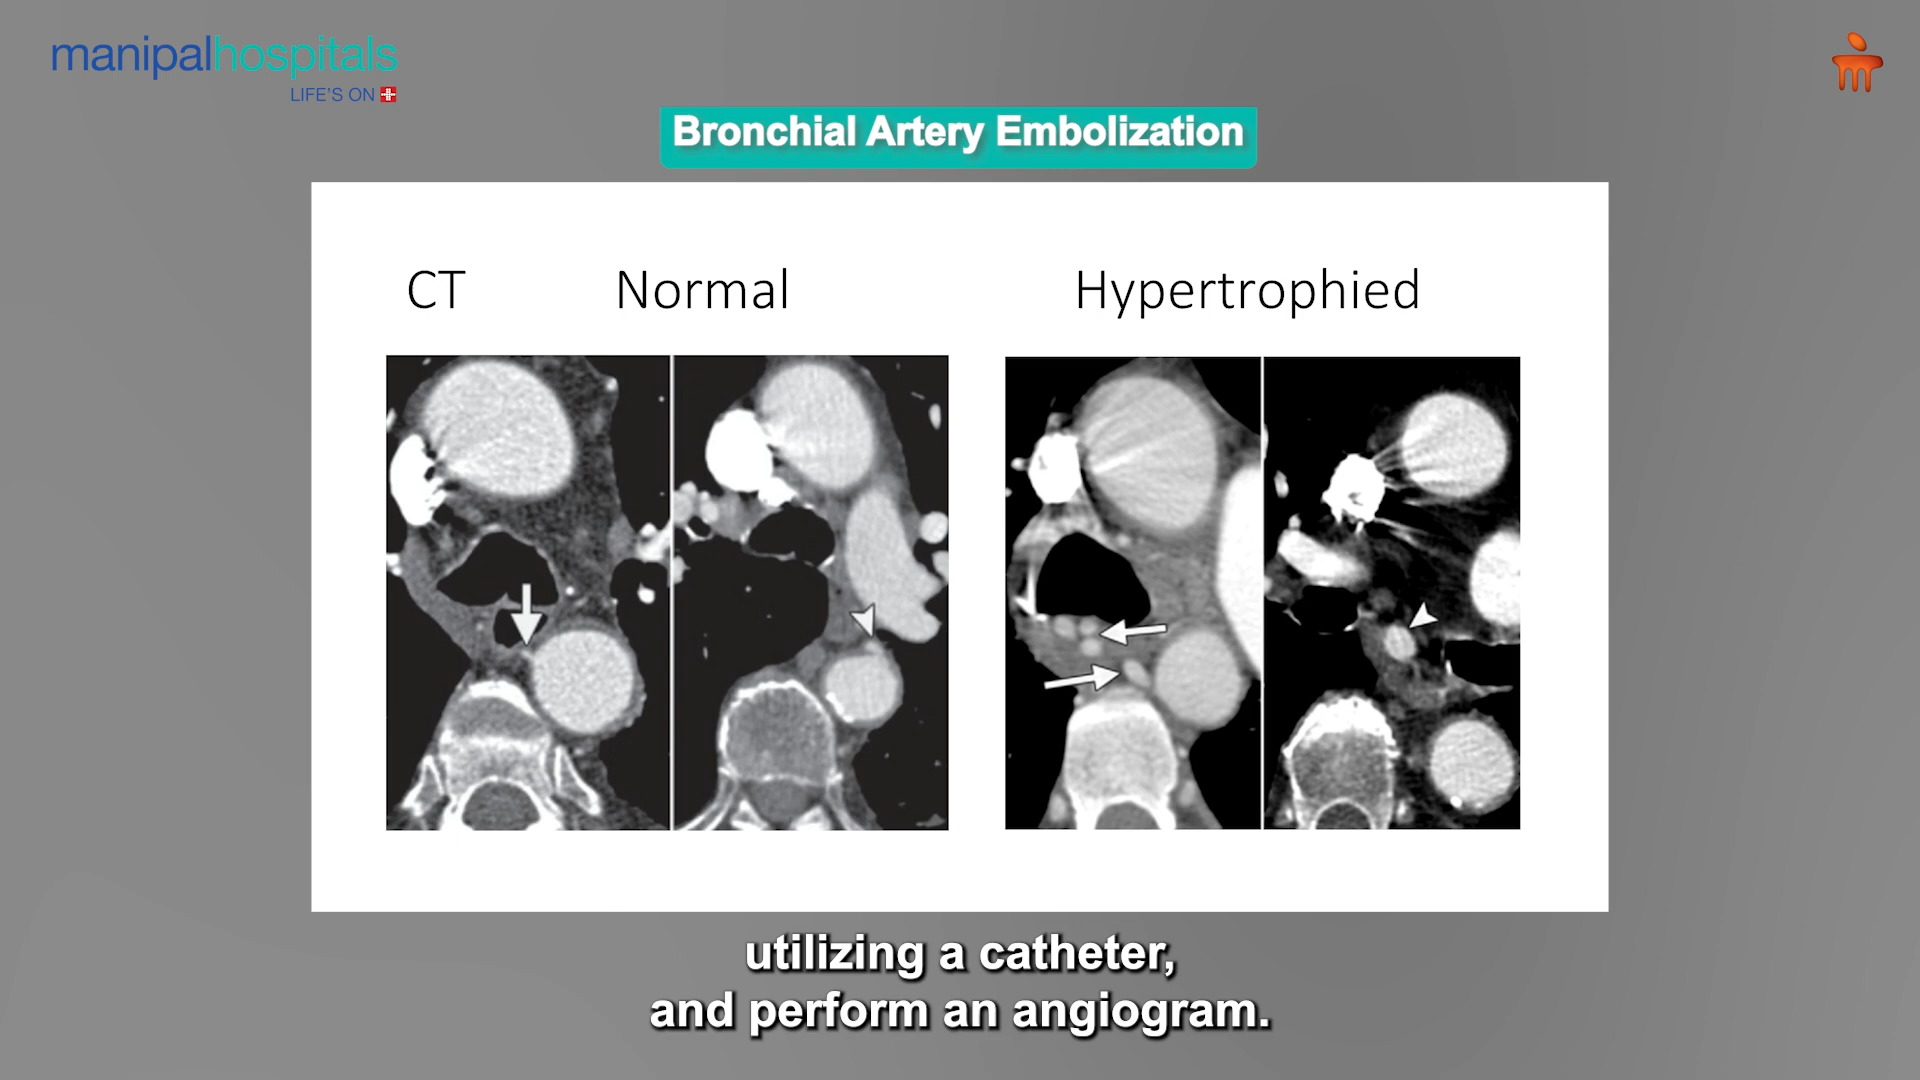 manipalhospitals
LIFE'S ON
Bronchial Artery Embolization
CT Normal Hypertrophied
utilizing a catheter,
and perform an angiogram.